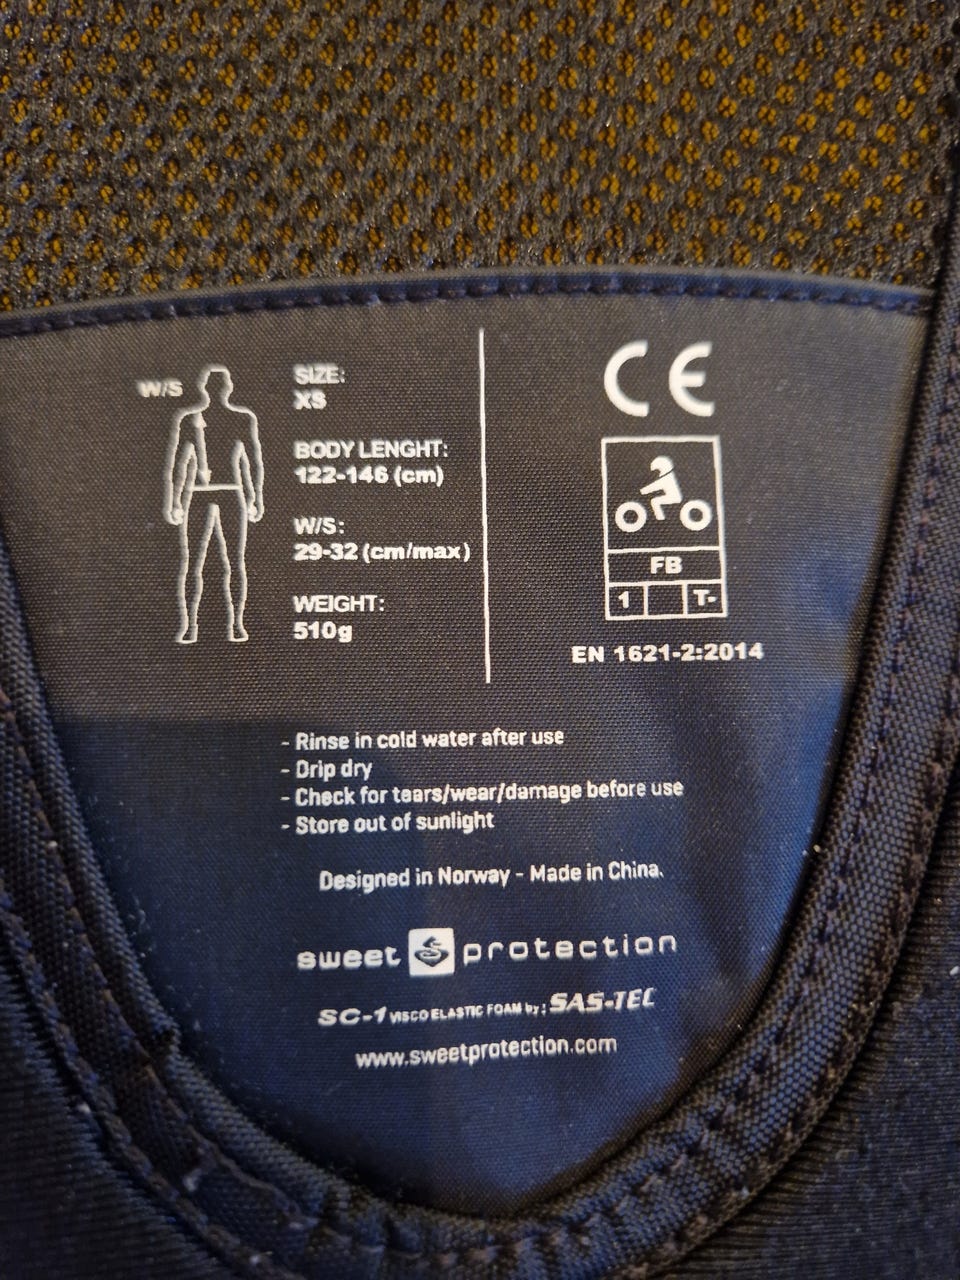 W/S
SIZE:
XS
BODY LENGHT:
122-146 (cm)
W/S:
29-32 (cm/max)
WEIGHT:
510g
CE
FB
1 T-
EN 1621-2:2014
- Rinse in cold water after use
- Drip dry
- Check for tears/wear/damage before use
- Store out of sunlight
Designed in Norway - Made in China.
sweet protection
SC-1 VISCO ELASTIC FOAM by: SAS-TEC
www.sweetprotection.com